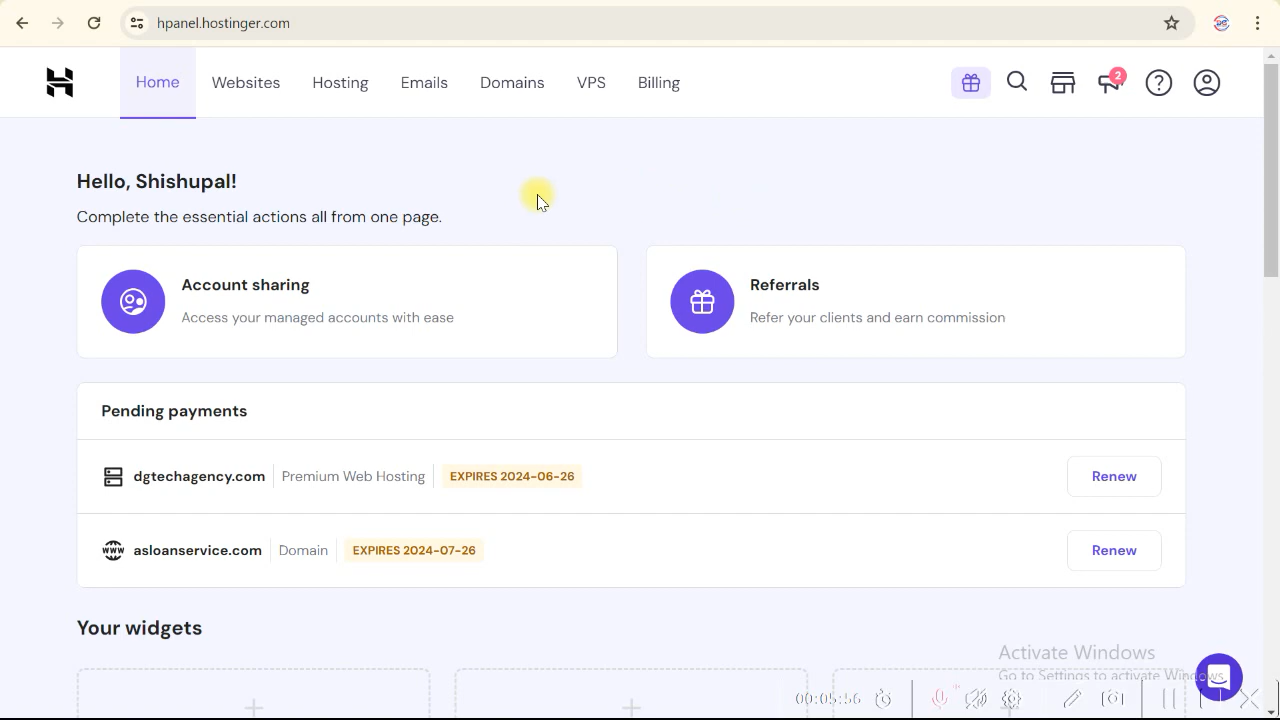 hpanel.hostinger.com
Home Websites Hosting Emails Domains VPS Billing 2
Hello, Shishupal!
Complete the essential actions all from one page.
Account sharing
Access your managed accounts with ease
Referrals
Refer your clients and earn commission
Pending payments
dgtechagency.com Premium Web Hosting EXPIRES 2024-06-26 Renew
www asloanservice.com Domain EXPIRES 2024-07-26 Renew
Your widgets
Activate Windows
Go to Settings to activate Windows.
00:05:56